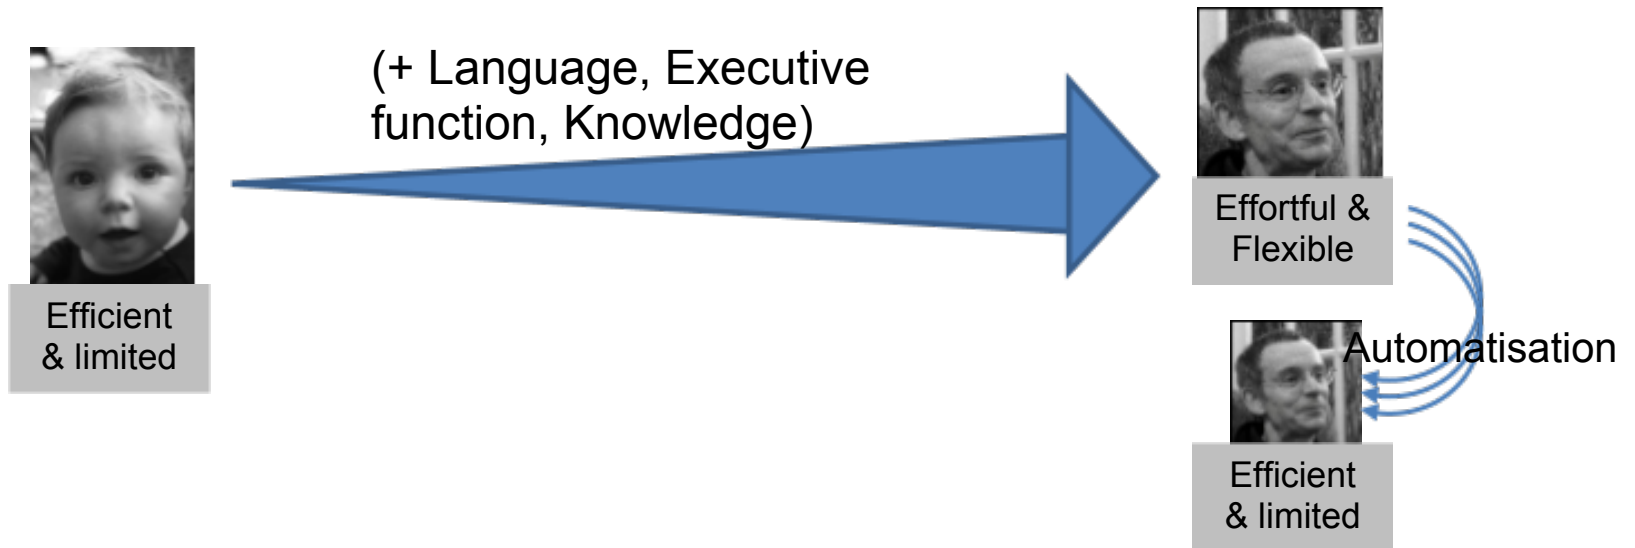 (+ Language, Executive
function, Knowledge)
Efficient
& limited
Effortful &
Flexible
Automatisation
Efficient
& limited